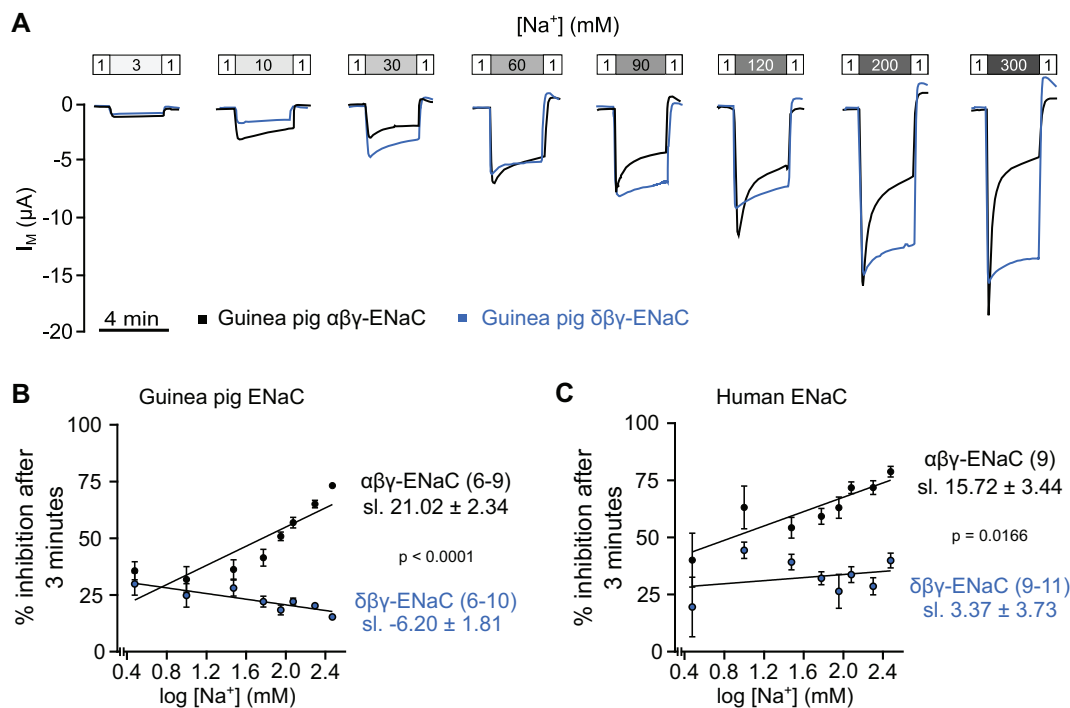 A
[Na⁺] (mM)
1 3 1 1 10 1 1 30 1 1 60 1 1 90 1 1 120 1 1 200 1 1 300 1
0
-5
-10
-15
-20
I_M (µA)
4 min
Guinea pig αβγ-ENaC
Guinea pig δβγ-ENaC
B
Guinea pig ENaC
% inhibition after
3 minutes
100
75
50
25
0
0.4 0.8 1.2 1.6 2.0 2.4
log [Na⁺] (mM)
αβγ-ENaC (6-9)
sl. 21.02 ± 2.34
p < 0.0001
δβγ-ENaC (6-10)
sl. -6.20 ± 1.81
C
Human ENaC
% inhibition after
3 minutes
100
75
50
25
0
0.4 0.8 1.2 1.6 2.0 2.4
log [Na⁺] (mM)
αβγ-ENaC (9)
sl. 15.72 ± 3.44
p = 0.0166
δβγ-ENaC (9-11)
sl. 3.37 ± 3.73